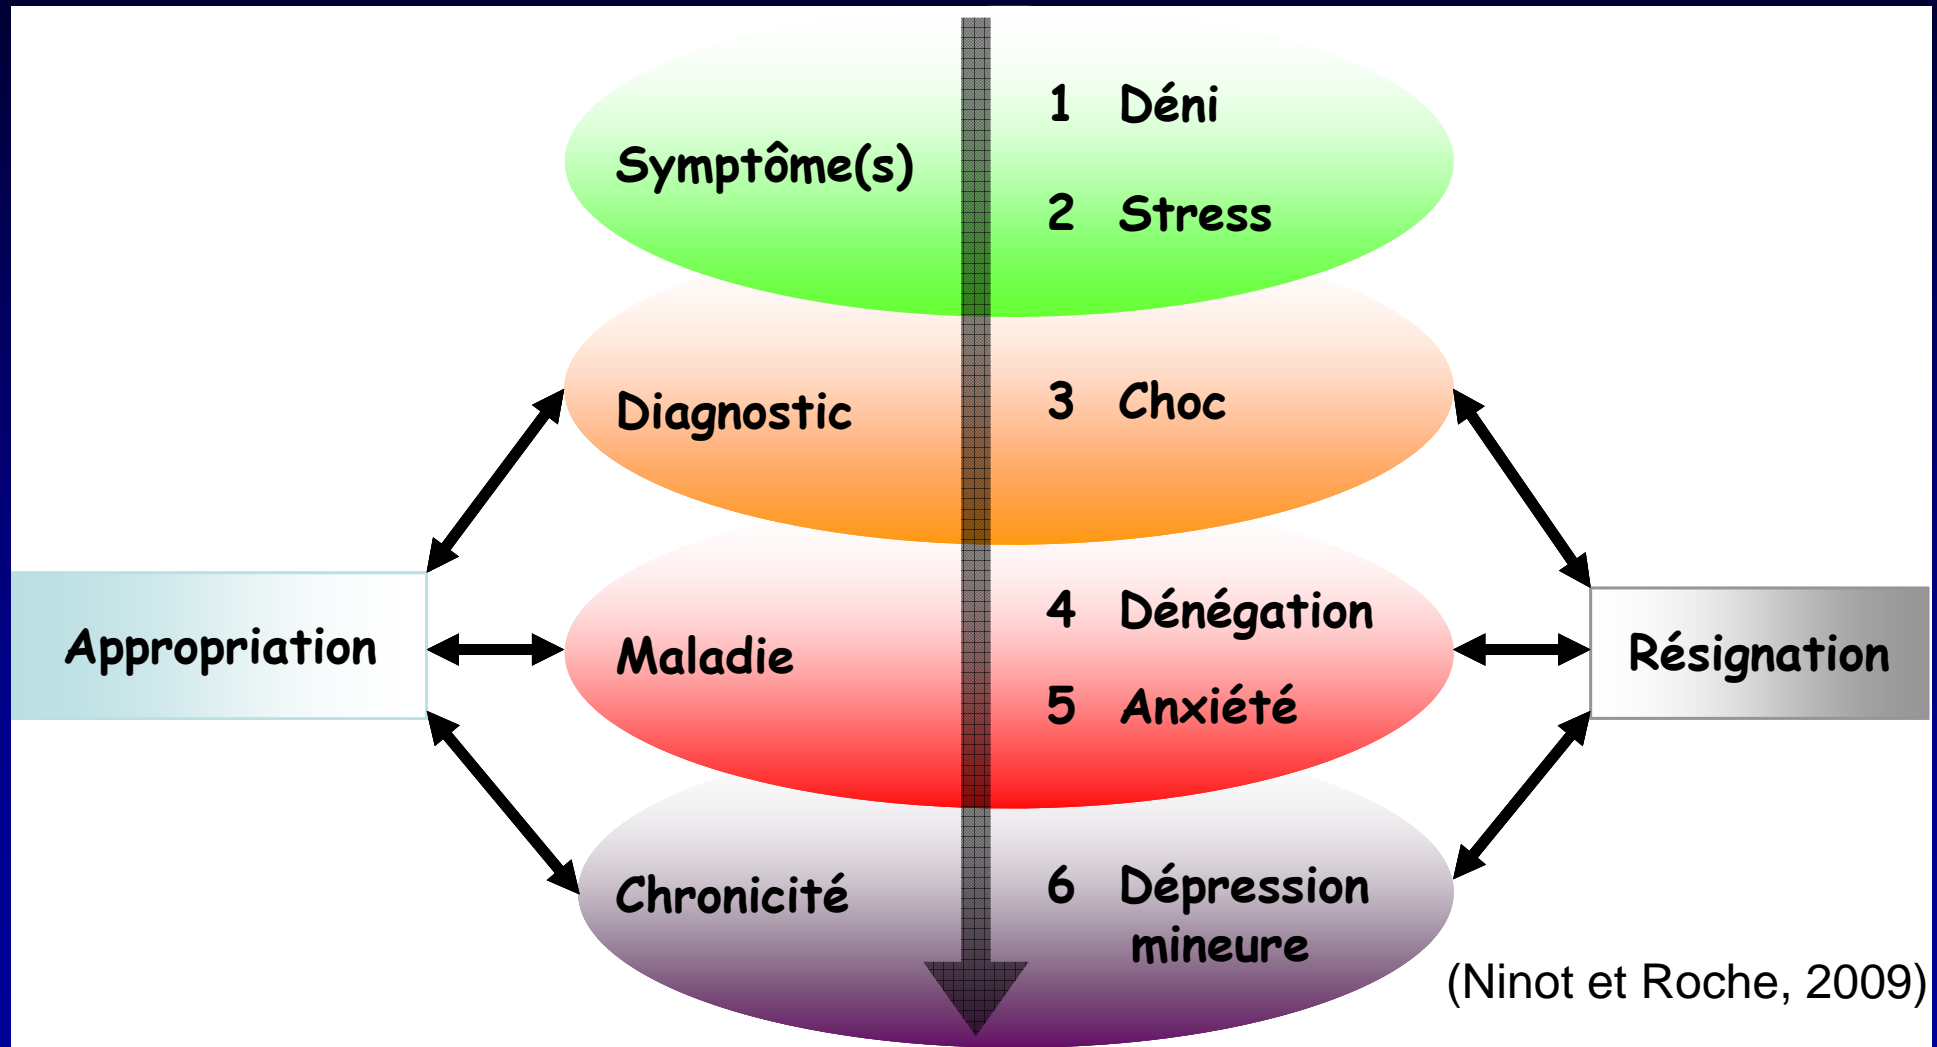 Symptôme(s)
1 Déni
2 Stress
Diagnostic
3 Choc
Appropriation
Maladie
4 Dénégation
5 Anxiété
Résignation
Chronicité
6 Dépression
mineure
(Ninot et Roche, 2009)